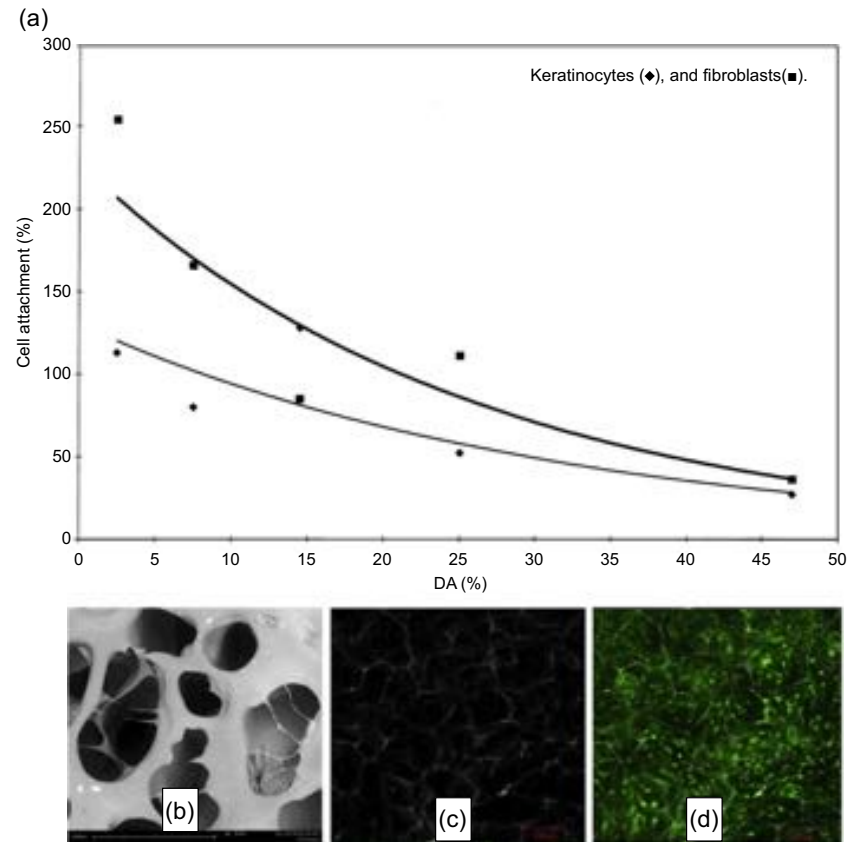 (a)
300
Keratinocytes (◆), and fibroblasts(■).
250
200
150
100
50
0
Cell attachment (%)
0 5 10 15 20 25 30 35 40 45 50
DA (%)
(b) (c) (d)